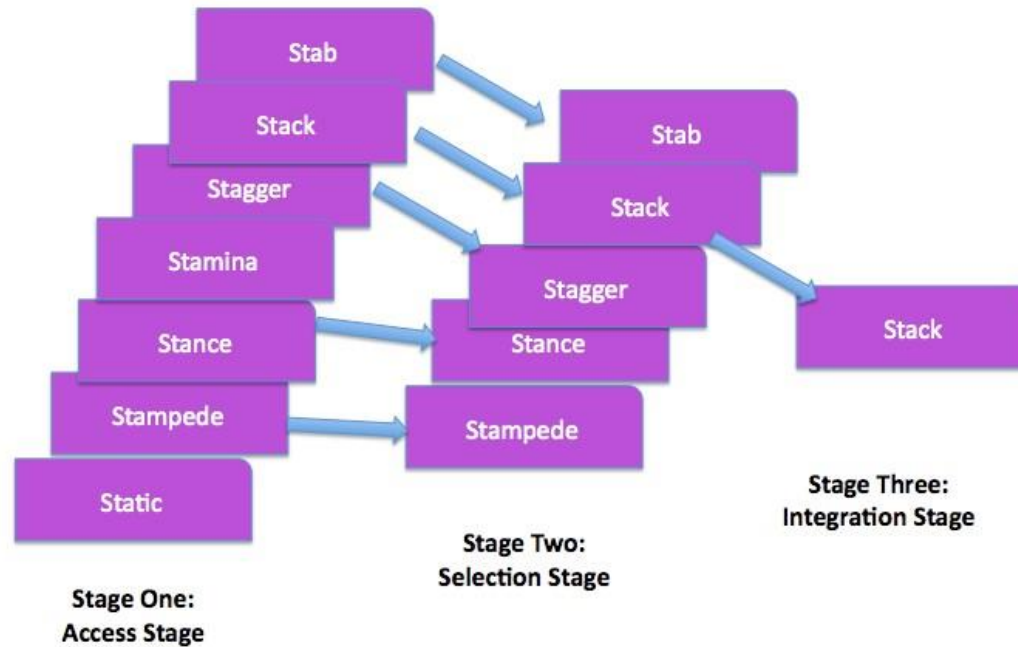 Stab
Stack
Stagger
Stamina
Stance
Stampede
Static
Stage One:
Access Stage
Stab
Stack
Stagger
Stance
Stampede
Stage Two:
Selection Stage
Stack
Stage Three:
Integration Stage